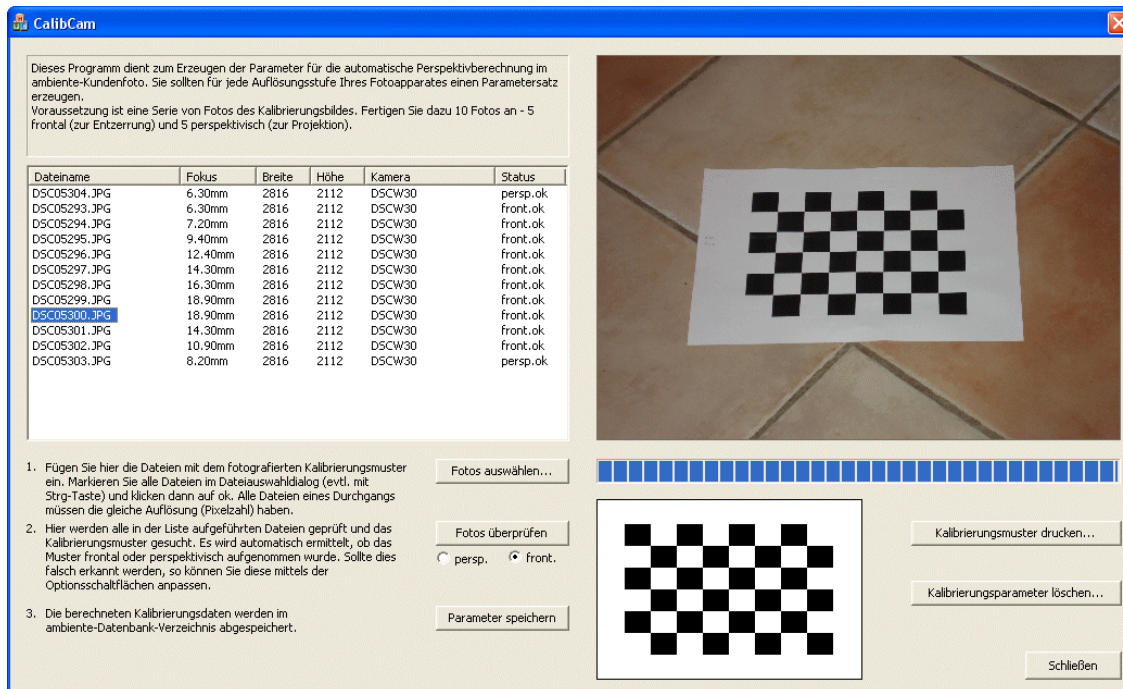 CalibCam
Dieses Programm dient zum Erzeugen der Parameter für die automatische Perspektivberechnung im
ambiente-Kundenfoto. Sie sollten für jede Auflösungsstufe Ihres Fotoapparates einen Parametersatz
erzeugen.
Voraussetzung ist eine Serie von Fotos des Kalibrierungsbildes. Fertigen Sie dazu 10 Fotos an - 5
frontal (zur Entzerrung) und 5 perspektivisch (zur Projektion).
Dateiname Fokus Breite Höhe Kamera Status
DSC05304.JPG 6.30mm 2816 2112 DSCW30 persp.ok
DSC05293.JPG 6.30mm 2816 2112 DSCW30 front.ok
DSC05294.JPG 7.20mm 2816 2112 DSCW30 front.ok
DSC05295.JPG 9.40mm 2816 2112 DSCW30 front.ok
DSC05296.JPG 12.40mm 2816 2112 DSCW30 front.ok
DSC05297.JPG 14.30mm 2816 2112 DSCW30 front.ok
DSC05298.JPG 16.30mm 2816 2112 DSCW30 front.ok
DSC05299.JPG 18.90mm 2816 2112 DSCW30 front.ok
DSC05300.JPG 18.90mm 2816 2112 DSCW30 front.ok
DSC05301.JPG 14.30mm 2816 2112 DSCW30 front.ok
DSC05302.JPG 10.90mm 2816 2112 DSCW30 front.ok
DSC05303.JPG 8.20mm 2816 2112 DSCW30 persp.ok
1. Fügen Sie hier die Dateien mit dem fotografierten Kalibrierungsmuster
ein. Markieren Sie alle Dateien im Dateiauswahldialog (evtl. mit
Strg-Taste) und klicken dann auf ok. Alle Dateien eines Durchgangs
müssen die gleiche Auflösung (Pixelzahl) haben.
Fotos auswählen...
2. Hier werden alle in der Liste aufgeführten Dateien geprüft und das
Kalibrierungsmuster gesucht. Es wird automatisch ermittelt, ob das
Muster frontal oder perspektivisch aufgenommen wurde. Sollte dies
falsch erkannt werden, so können Sie diese mittels der
Optionsschaltflächen anpassen.
Fotos überprüfen
persp. front.
3. Die berechneten Kalibrierungsdaten werden im
ambiente-Datenbank-Verzeichnis abgespeichert.
Parameter speichern
Kalibrierungsmuster drucken...
Kalibrierungsparameter löschen...
Schließen